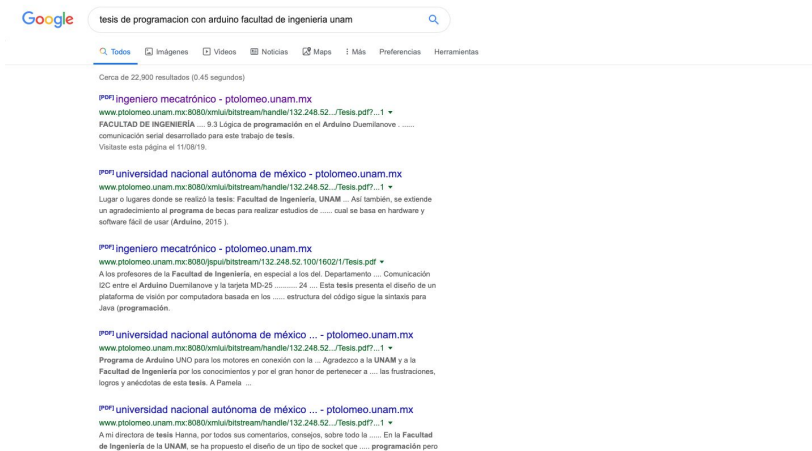 Google
tesis de programacion con arduino facultad de ingenieria unam
Todos Imágenes Videos Noticias Maps Más Preferencias Herramientas
Cerca de 22,900 resultados (0.45 segundos)
[PDF] ingeniero mecatrónico - ptolomeo.unam.mx
www.ptolomeo.unam.mx:8080/xmlui/bitstream/handle/132.248.52.../Tesis.pdf?...1
FACULTAD DE INGENIERÍA .... 9.3 Lógica de programación en el Arduino Duemilanove . ......
comunicación serial desarrollado para este trabajo de tesis.
Visitaste esta página el 11/08/19.
[PDF] universidad nacional autónoma de méxico - ptolomeo.unam.mx
www.ptolomeo.unam.mx:8080/xmlui/bitstream/handle/132.248.52.../Tesis.pdf?...1
Lugar o lugares donde se realizó la tesis: Facultad de Ingeniería, UNAM ... Así también, se extiende
un agradecimiento al programa de becas para realizar estudios de ...... cual se basa en hardware y
software fácil de usar (Arduino, 2015 ).
[PDF] ingeniero mecatrónico - ptolomeo.unam.mx
www.ptolomeo.unam.mx:8080/jspui/bitstream/132.248.52.100/1602/1/Tesis.pdf
A los profesores de la Facultad de Ingeniería, en especial a los del. Departamento .... Comunicación
I2C entre el Arduino Duemilanove y la tarjeta MD-25 ........... 24 .... Esta tesis presenta el diseño de un
plataforma de visión por computadora basada en los ...... estructura del código sigue la sintaxis para
Java (programación.
[PDF] universidad nacional autónoma de méxico ... - ptolomeo.unam.mx
www.ptolomeo.unam.mx:8080/xmlui/bitstream/handle/132.248.52.../Tesis.pdf?...1
Programa de Arduino UNO para los motores en conexión con la ... Agradezco a la UNAM y a la
Facultad de Ingeniería por los conocimientos y por el gran honor de pertenecer a .... las frustraciones,
logros y anécdotas de esta tesis. A Pamela ...
[PDF] universidad nacional autónoma de méxico ... - ptolomeo.unam.mx
www.ptolomeo.unam.mx:8080/xmlui/bitstream/handle/132.248.52.../Tesis.pdf?...1
A mi directora de tesis Hanna, por todos sus comentarios, consejos, sobre todo la ...... En la Facultad
de Ingeniería de la UNAM, se ha propuesto el diseño de un tipo de socket que ..... programación pero